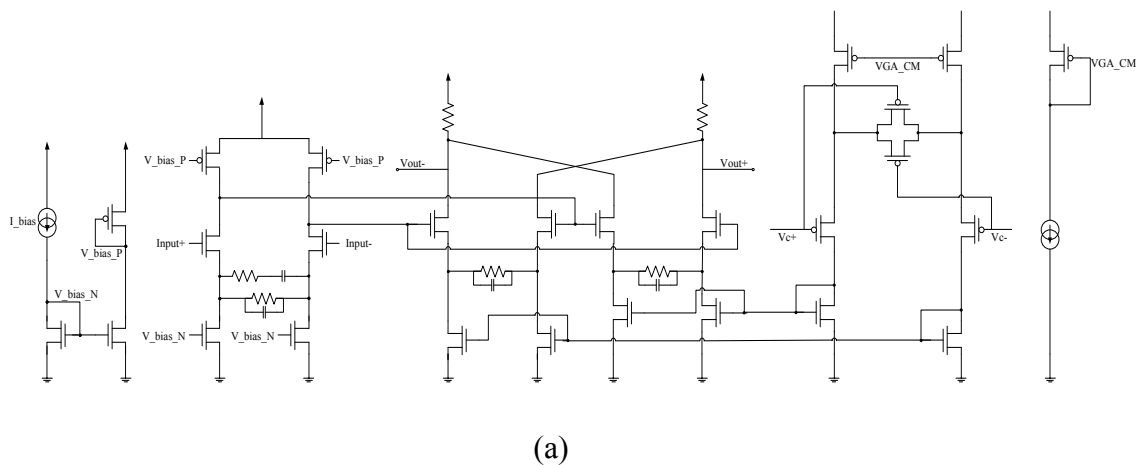 VGA_CM
VGA_CM
V_bias_P
V_bias_P
Vout-
Vout+
I_bias
V_bias_P
Input+
Input-
Vc+
Vc-
V_bias_N
V_bias_N
V_bias_N
(a)